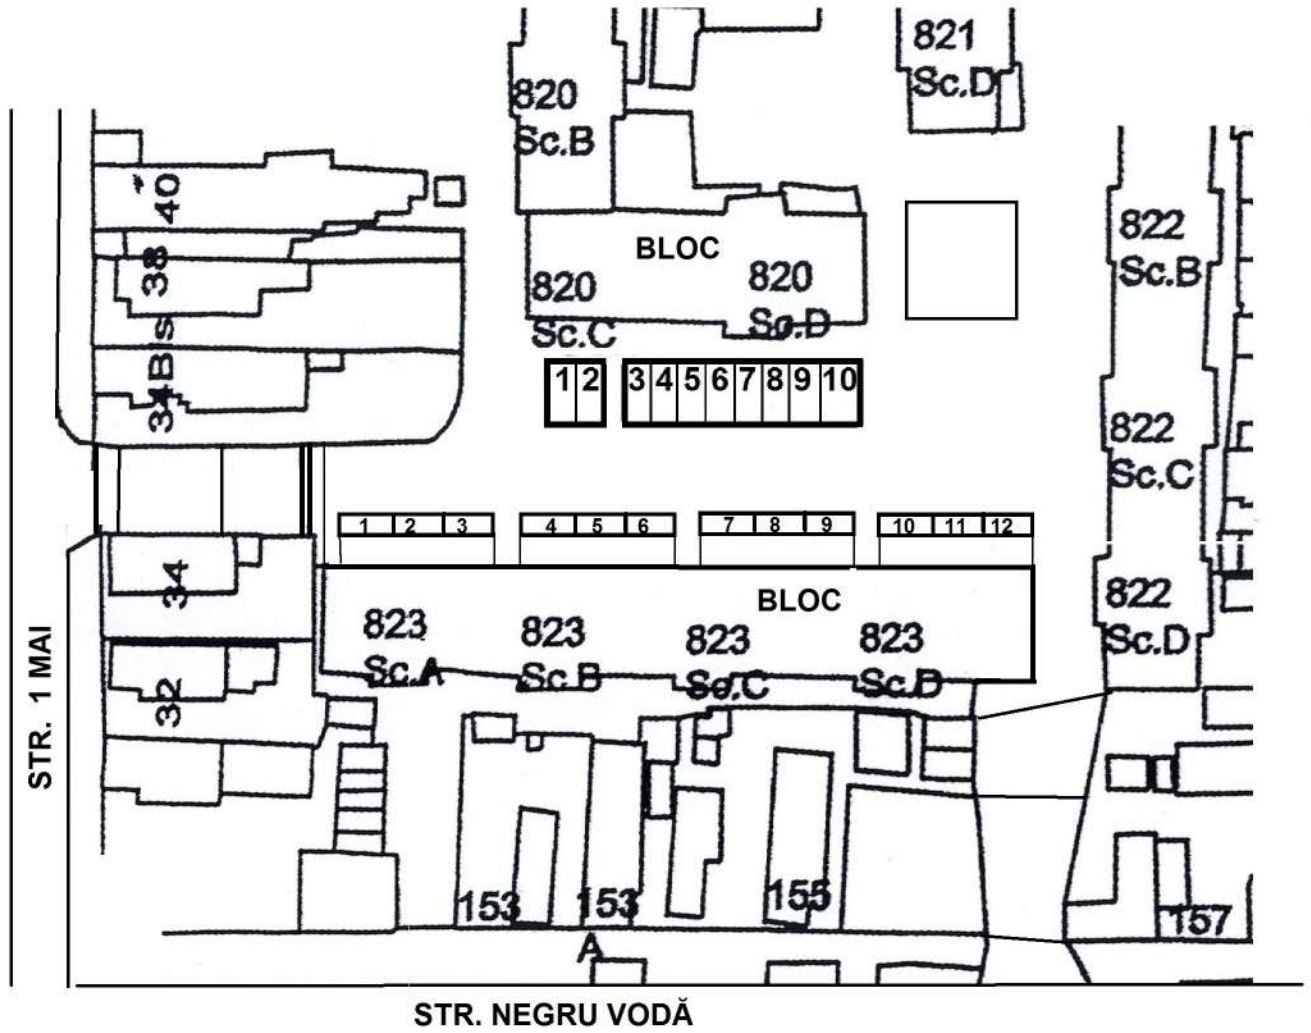 821
Sc.D
820
Sc.B
40
38
34Bis
BLOC
820
Sc.C
820
Sc.D
822
Sc.B
1 2 3 4 5 6 7 8 9 10
822
Sc.C
1 2 3 4 5 6 7 8 9 10 11 12
34
32
BLOC
823
Sc.A
823
Sc.B
823
Sc.C
823
Sc.D
822
Sc.D
STR. 1 MAI
153
153
A
155
157
STR. NEGRU VODĂ